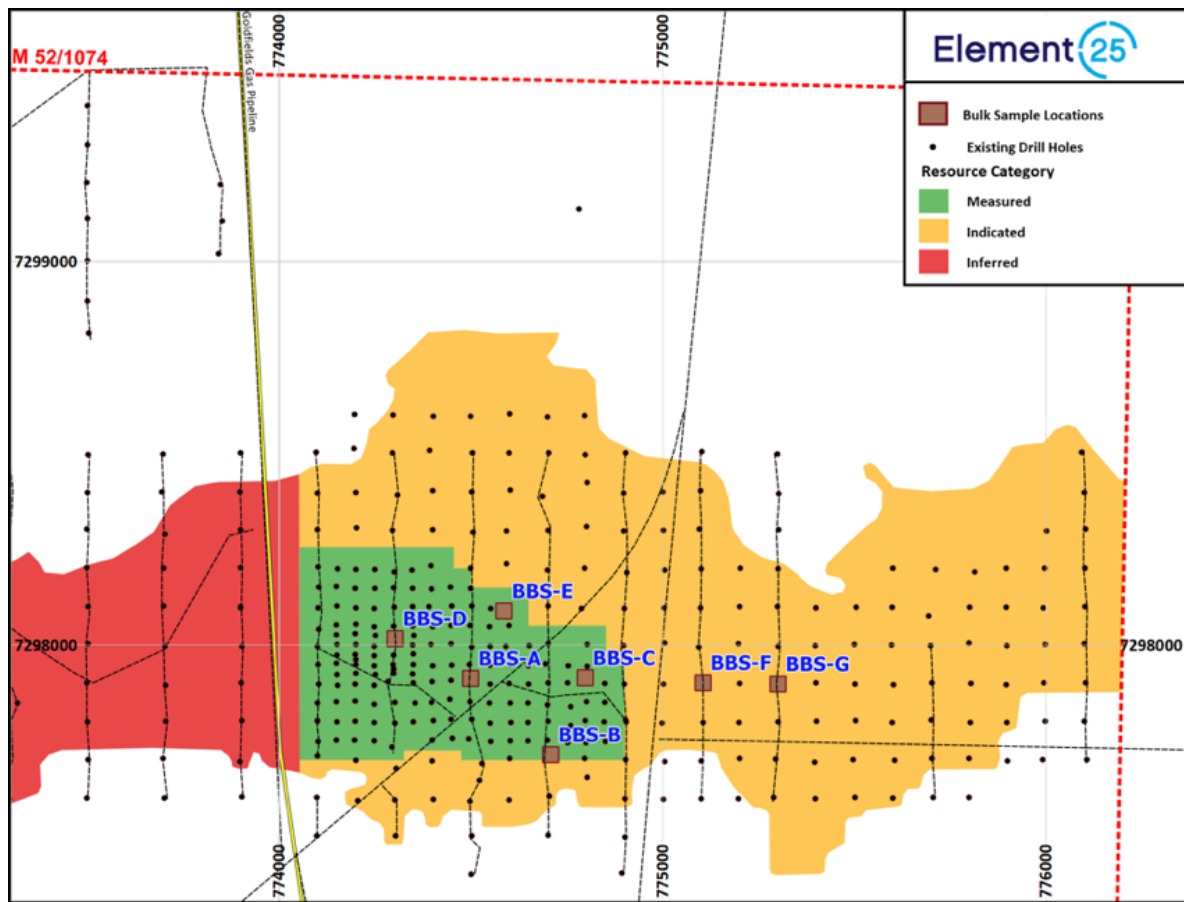 M 52/1074
Goldfields Gas Pipeline
774000
775000
Element 25
Bulk Sample Locations
Existing Drill Holes
Resource Category
Measured
Indicated
Inferred
7299000
BBS-E
BBS-D
7298000
7298000
BBS-A
BBS-C
BBS-F
BBS-G
BBS-B
774000
775000
776000